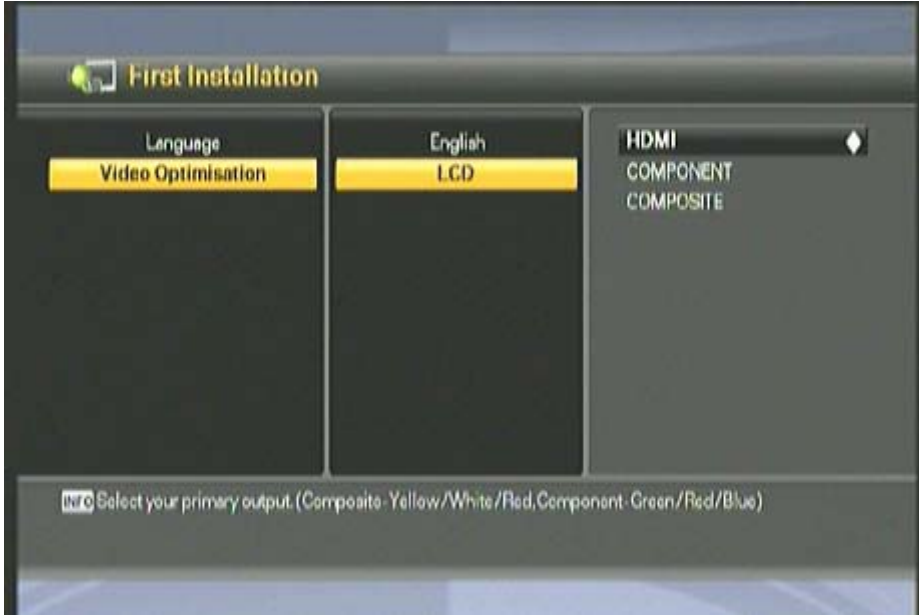 First Installation
Language
English
HDMI
Video Optimisation
LCD
COMPONENT
COMPOSITE
INFO Select your primary output.(Composite-Yellow/White/Red,Component-Green/Red/Blue)